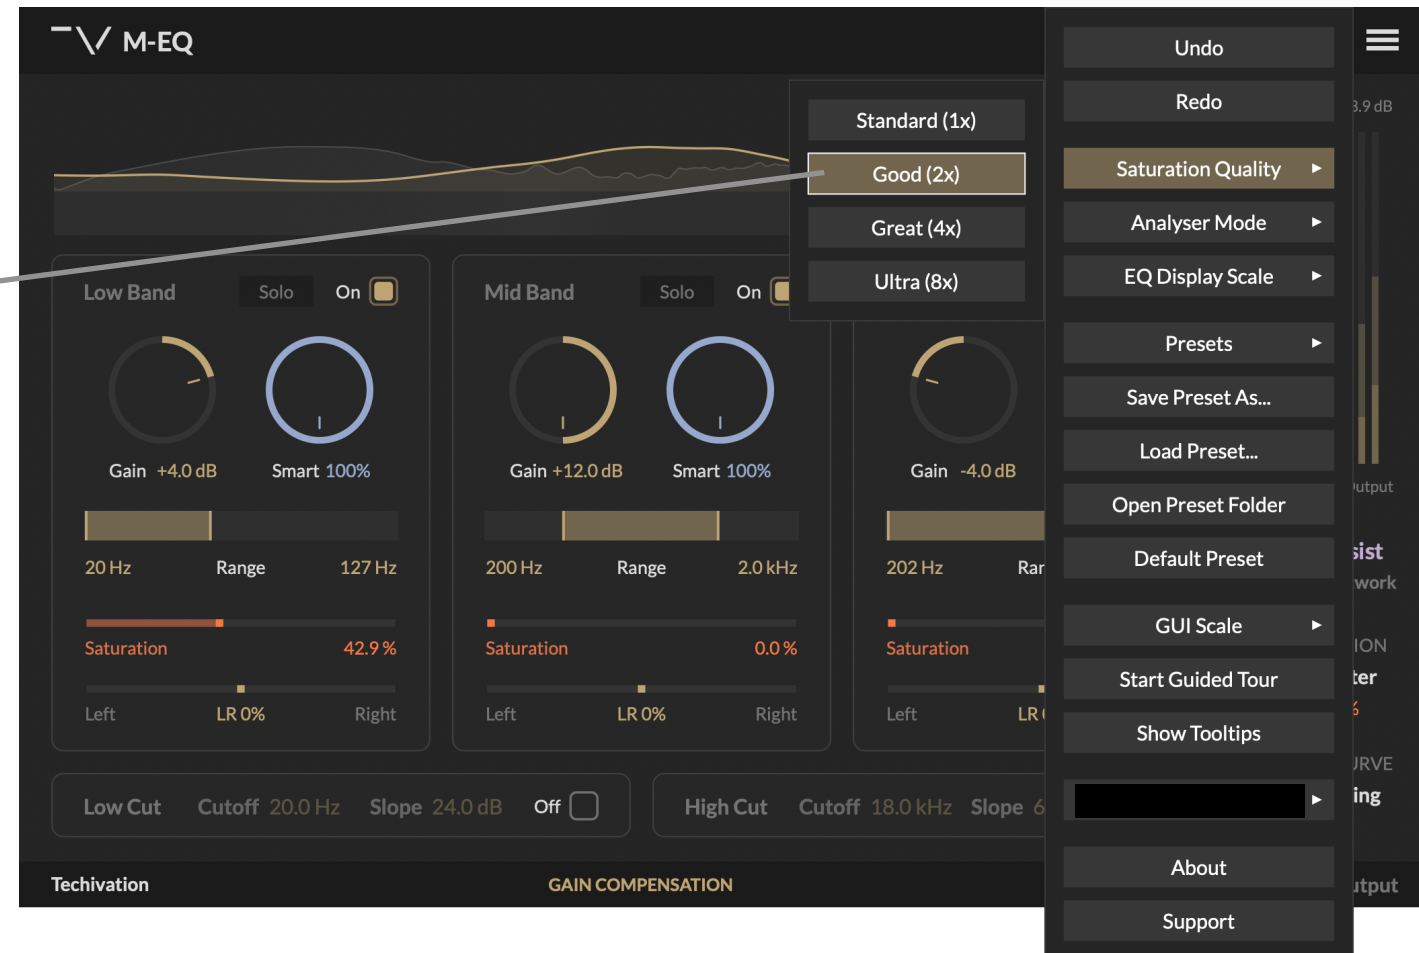 M-EQ
Undo
Redo
Saturation Quality
Analyser Mode
EQ Display Scale
Presets
Save Preset As...
Load Preset...
Open Preset Folder
Default Preset
GUI Scale
Start Guided Tour
Show Tooltips
About
Support
Standard (1x)
Good (2x)
Great (4x)
Ultra (8x)
Low Band Solo On
Gain +4.0 dB Smart 100%
20 Hz Range 127 Hz
Saturation 42.9 %
Left LR 0% Right
Mid Band Solo On
Gain +12.0 dB Smart 100%
200 Hz Range 2.0 kHz
Saturation 0.0 %
Left LR 0% Right
Gain -4.0 dB
202 Hz
Saturation
Left LR
Low Cut Cutoff 20.0 Hz Slope 24.0 dB Off
High Cut Cutoff 18.0 kHz Slope
Techivation GAIN COMPENSATION